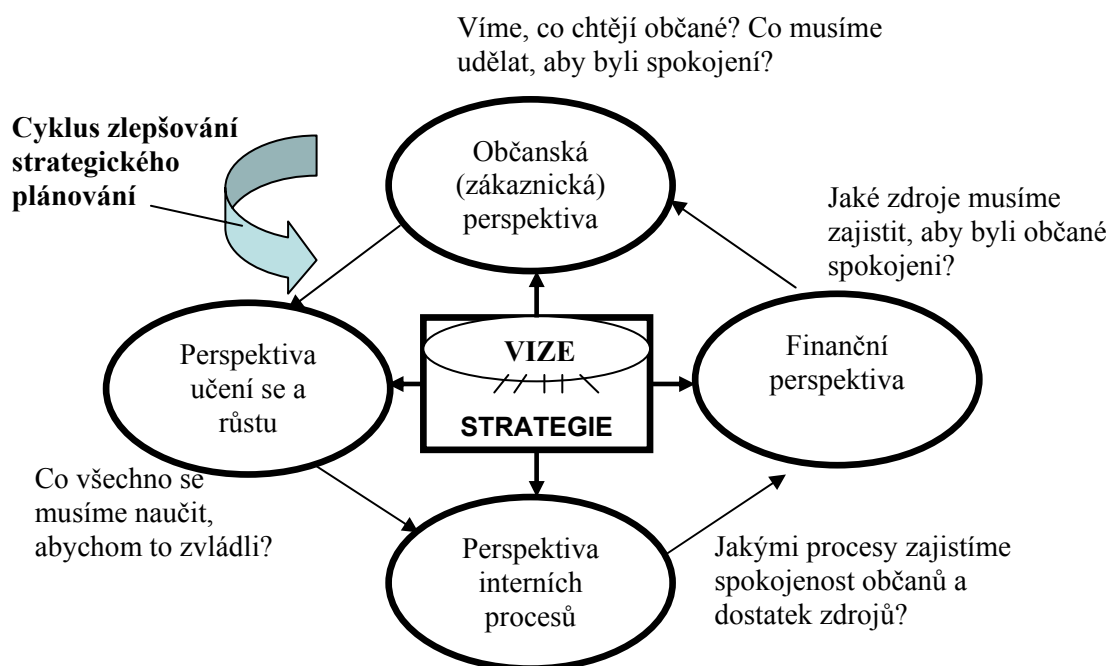 Víme, co chtějí občané? Co musíme
udělat, aby byli spokojení?
Cyklus zlepšování
strategického
plánování
Občanská
(zákaznická)
perspektiva
Jaké zdroje musíme
zajistit, aby byli občané
spokojeni?
Perspektiva
učení se a
růstu
VIZE
STRATEGIE
Finanční
perspektiva
Co všechno se
musíme naučit,
abychom to zvládli?
Perspektiva
interních
procesů
Jakými procesy zajistíme
spokojenost občanů a
dostatek zdrojů?